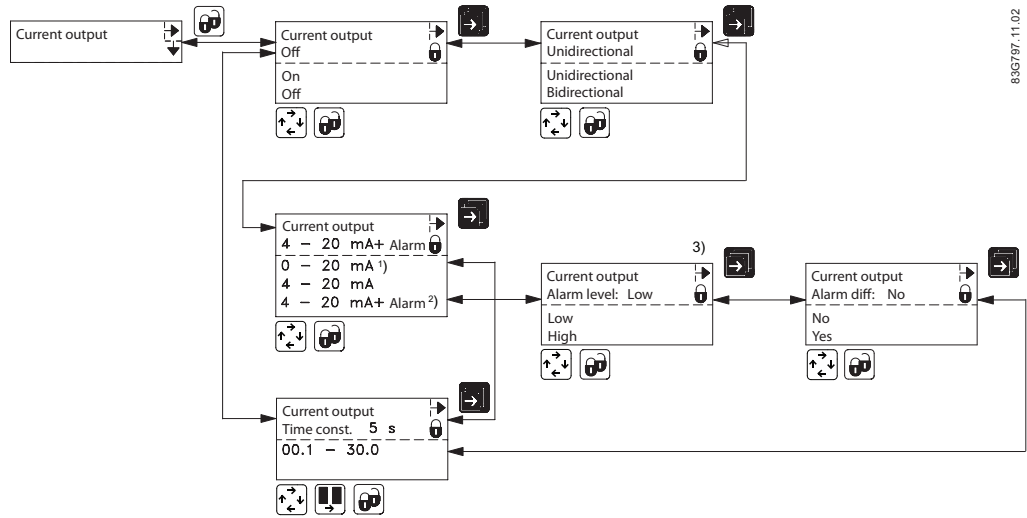 83G797.11.02
Current output
Current output
Off
On
Off
Current output
Unidirectional
Unidirectional
Bidirectional
Current output
4 – 20 mA+ Alarm
0 – 20 mA ¹)
4 – 20 mA
4 – 20 mA+ Alarm ²)
3)
Current output
Alarm level: Low
Low
High
Current output
Alarm diff: No
No
Yes
Current output
Time const. 5 s
00.1 – 30.0